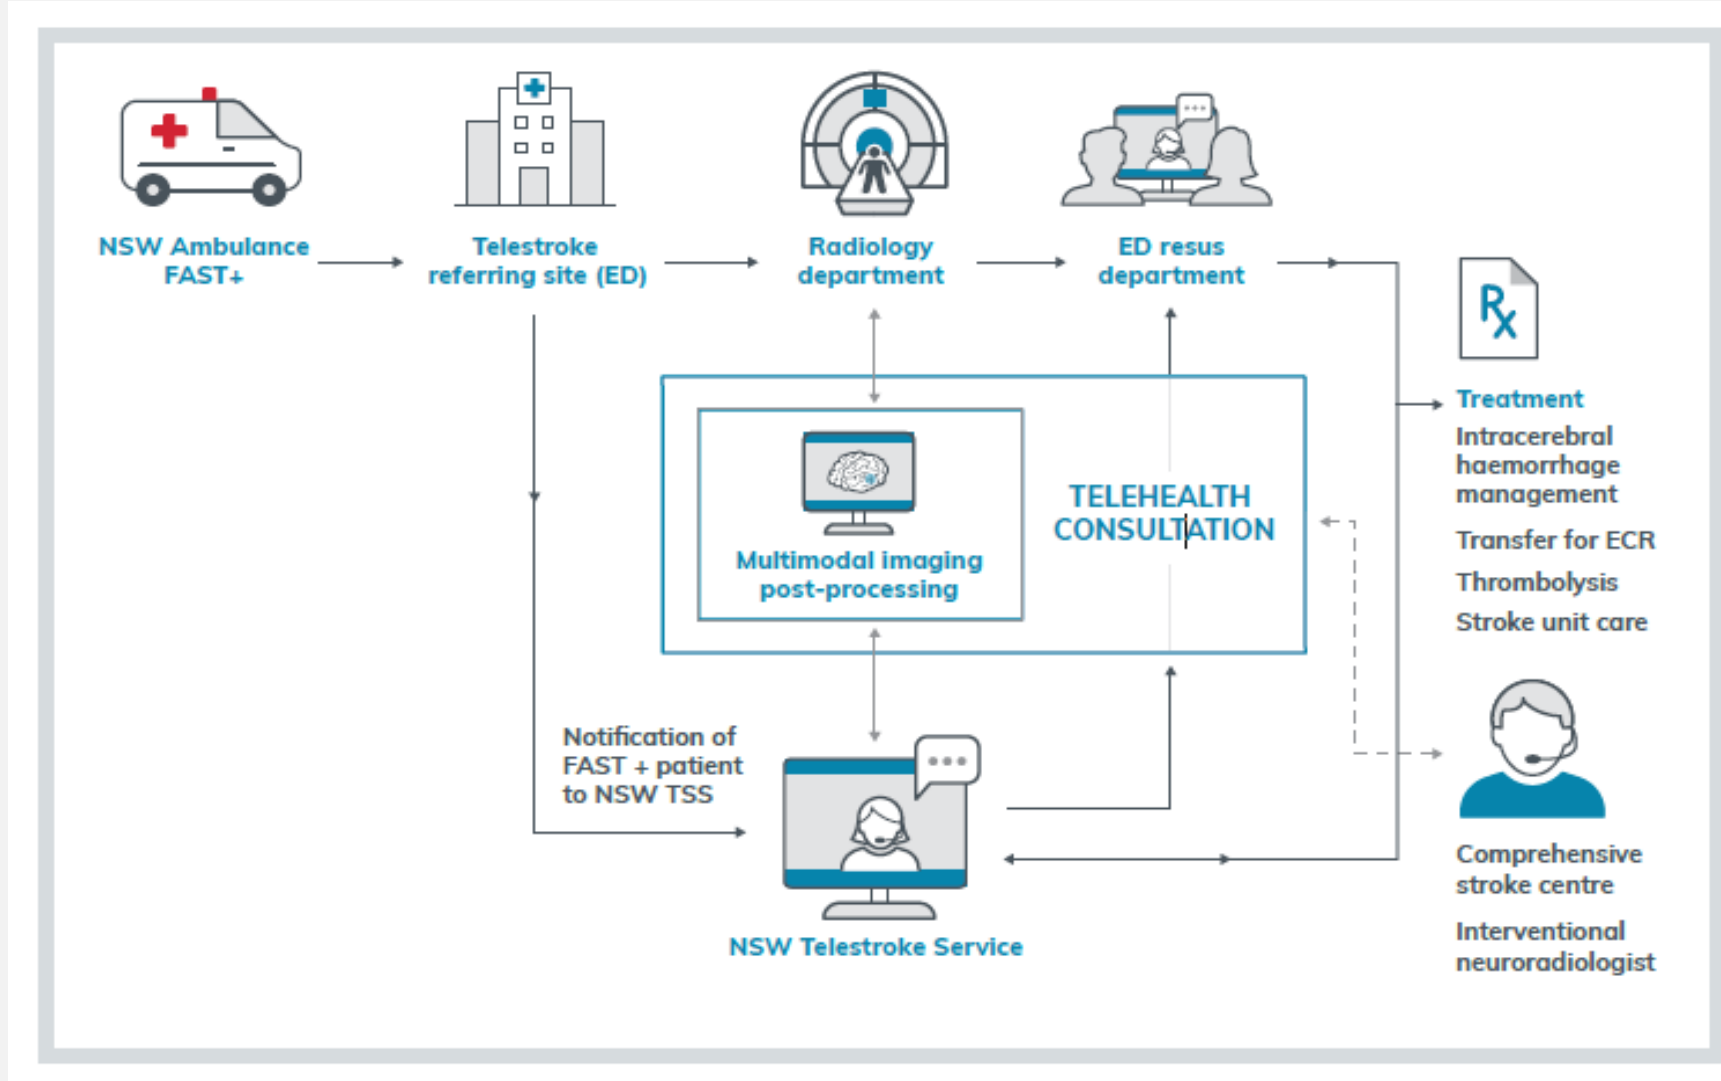 NSW Ambulance
FAST+
Telestroke
referring site (ED)
Radiology
department
ED resus
department
Rx
Treatment
Intracerebral
haemorrhage
management
Transfer for ECR
Thrombolysis
Stroke unit care
TELEHEALTH
CONSULTATION
Multimodal imaging
post-processing
Notification of
FAST + patient
to NSW TSS
NSW Telestroke Service
Comprehensive
stroke centre
Interventional
neuroradiologist